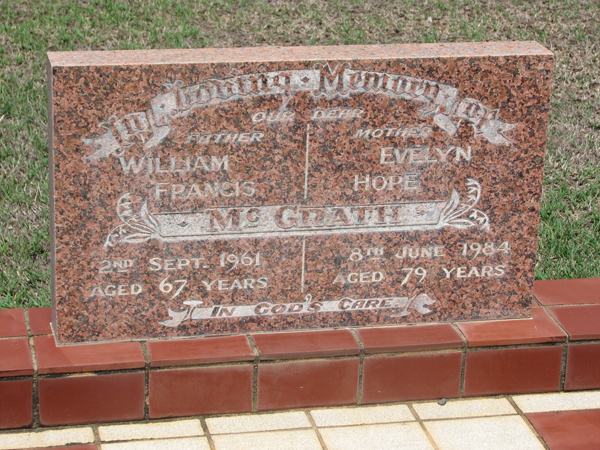 In Loving Memory of
OUR DEAR
FATHER MOTHER
WILLIAM EVELYN
FRANCIS HOPE
MCGRATH
2ND SEPT. 1961 8TH JUNE 1984
AGED 67 YEARS AGED 79 YEARS
IN GOD'S CARE